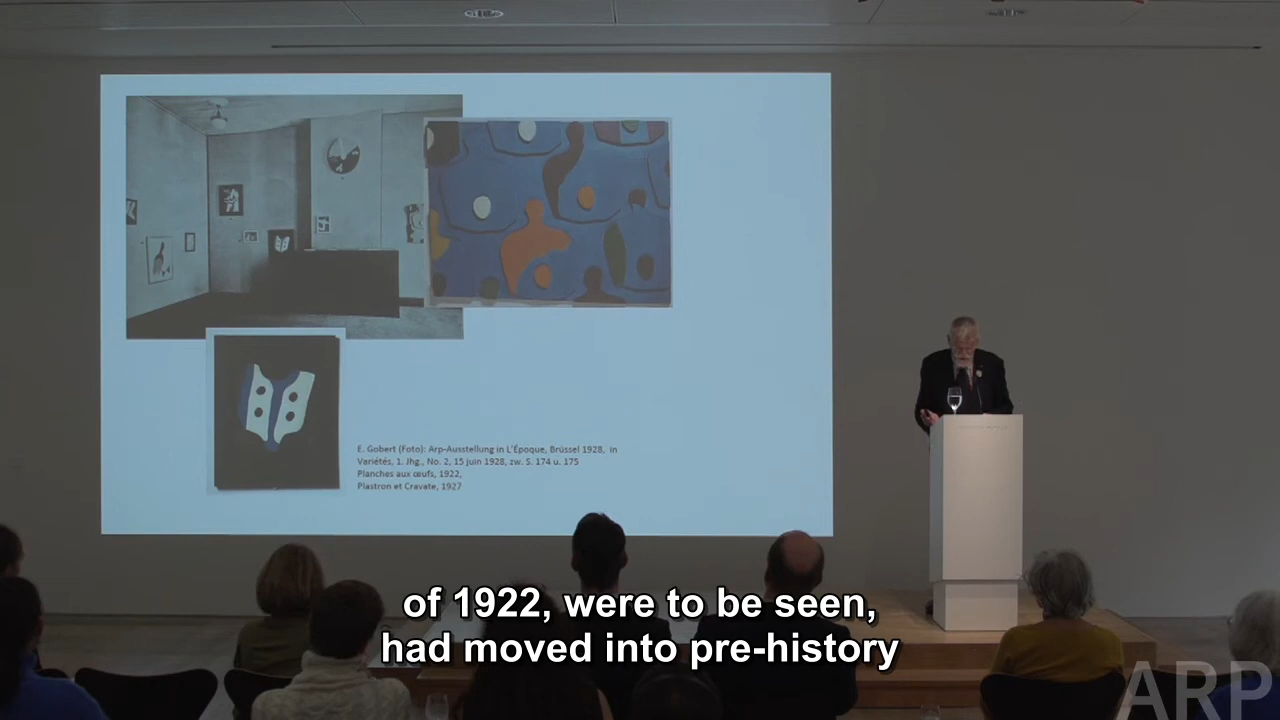 E. Gobert (Foto): Arp-Ausstellung in L'Époque, Brüssel 1928, in
Variétés, 1. Jhg., No. 2, 15 juin 1928, zw. S. 174 u. 175
Planches aux œufs, 1922,
Plastron et Cravate, 1927
of 1922, were to be seen,
had moved into pre-history
ARP